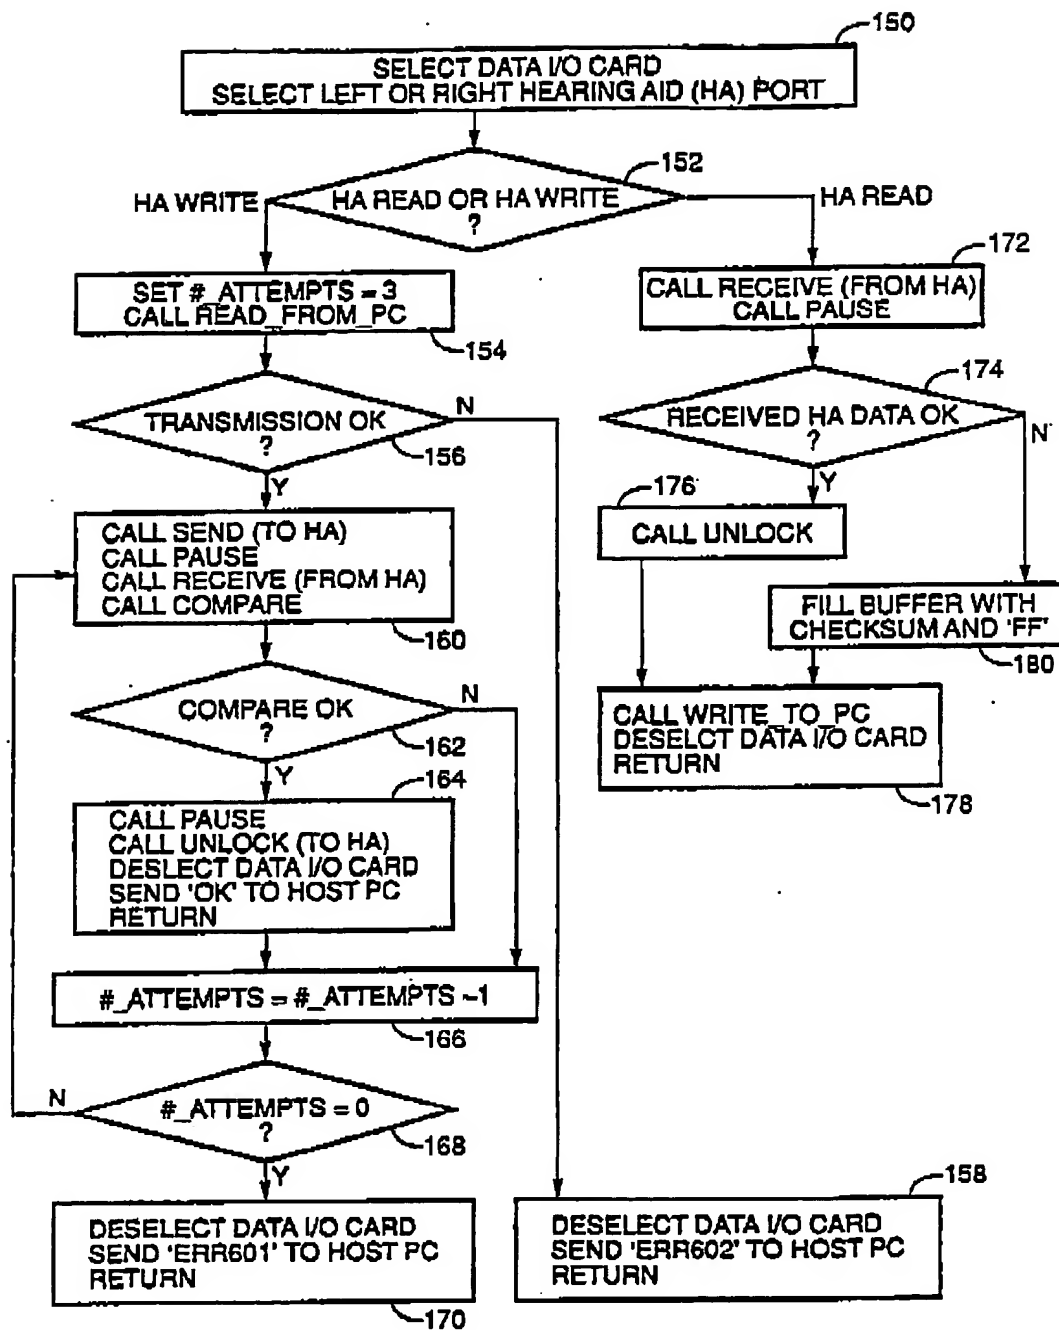 150
SELECT DATA I/O CARD
SELECT LEFT OR RIGHT HEARING AID (HA) PORT
152
HA WRITE
HA READ OR HA WRITE
?
HA READ
172
SET #_ATTEMPTS = 3
CALL READ_FROM_PC
154
CALL RECEIVE (FROM HA)
CALL PAUSE
174
TRANSMISSION OK
?
N
156
Y
RECEIVED HA DATA OK
?
N
Y
176
CALL UNLOCK
CALL SEND (TO HA)
CALL PAUSE
CALL RECEIVE (FROM HA)
CALL COMPARE
160
FILL BUFFER WITH
CHECKSUM AND 'FF'
180
COMPARE OK
?
N
162
Y
CALL WRITE_TO_PC
DESELCT DATA I/O CARD
RETURN
178
164
CALL PAUSE
CALL UNLOCK (TO HA)
DESLECT DATA I/O CARD
SEND 'OK' TO HOST PC
RETURN
#_ATTEMPTS = #_ATTEMPTS -1
166
N
#_ATTEMPTS = 0
?
168
Y
DESELECT DATA I/O CARD
SEND 'ERR601' TO HOST PC
RETURN
170
158
DESELECT DATA I/O CARD
SEND 'ERR602' TO HOST PC
RETURN